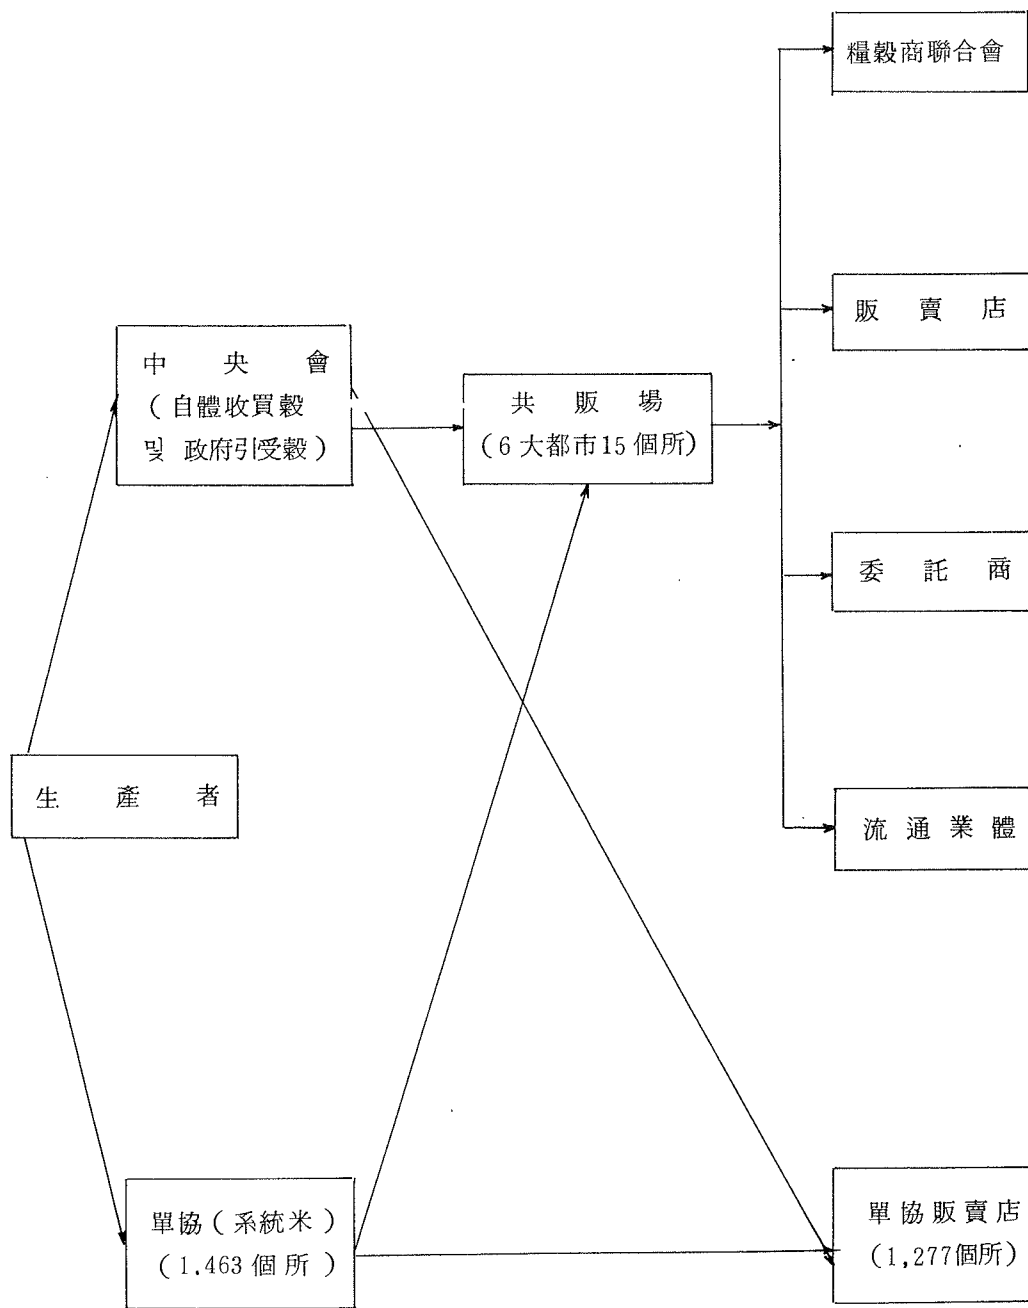 糧穀商聯合會
販賣店
中央會
(自體收買穀
및 政府引受穀)
共販場
(6大都市15個所)
委託商
生產者
流通業體
單協(系統米)
(1.463個所)
單協販賣店
(1,277個所)